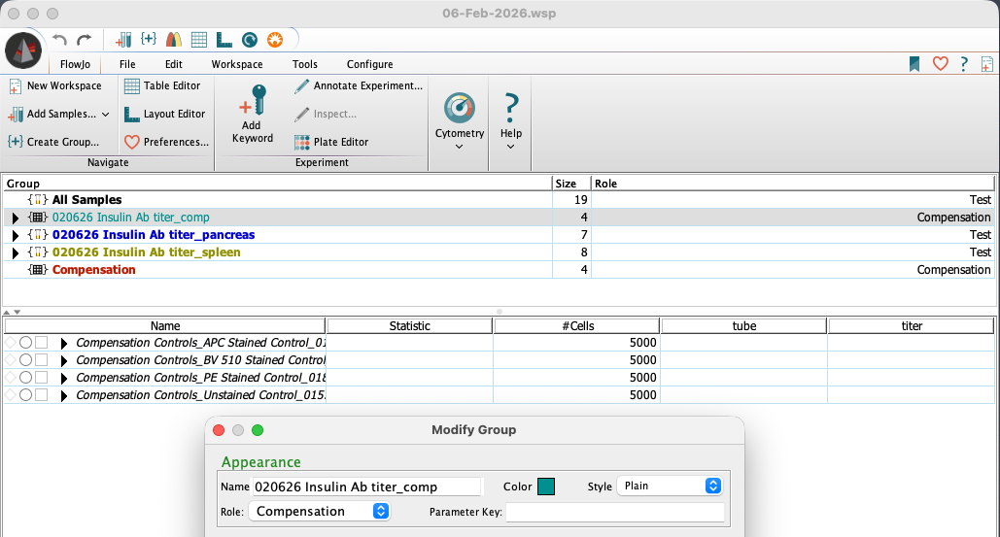 06-Feb-2026.wsp
FlowJo File Edit Workspace Tools Configure
New Workspace Table Editor Annotate Experiment...
Add Samples... Layout Editor Add Keyword Inspect... Cytometry Help
Create Group... Preferences... Plate Editor
Navigate Experiment
Group Size Role
All Samples 19 Test
020626 Insulin Ab titer_comp 4 Compensation
020626 Insulin Ab titer_pancreas 7 Test
020626 Insulin Ab titer_spleen 8 Test
Compensation 4 Compensation
Name Statistic #Cells tube titer
Compensation Controls_APC Stained Control_01 5000
Compensation Controls_BV 510 Stained Control 5000
Compensation Controls_PE Stained Control_018 5000
Compensation Controls_Unstained Control_015 5000
Modify Group
Appearance
Name 020626 Insulin Ab titer_comp Color Style Plain
Role: Compensation Parameter Key: